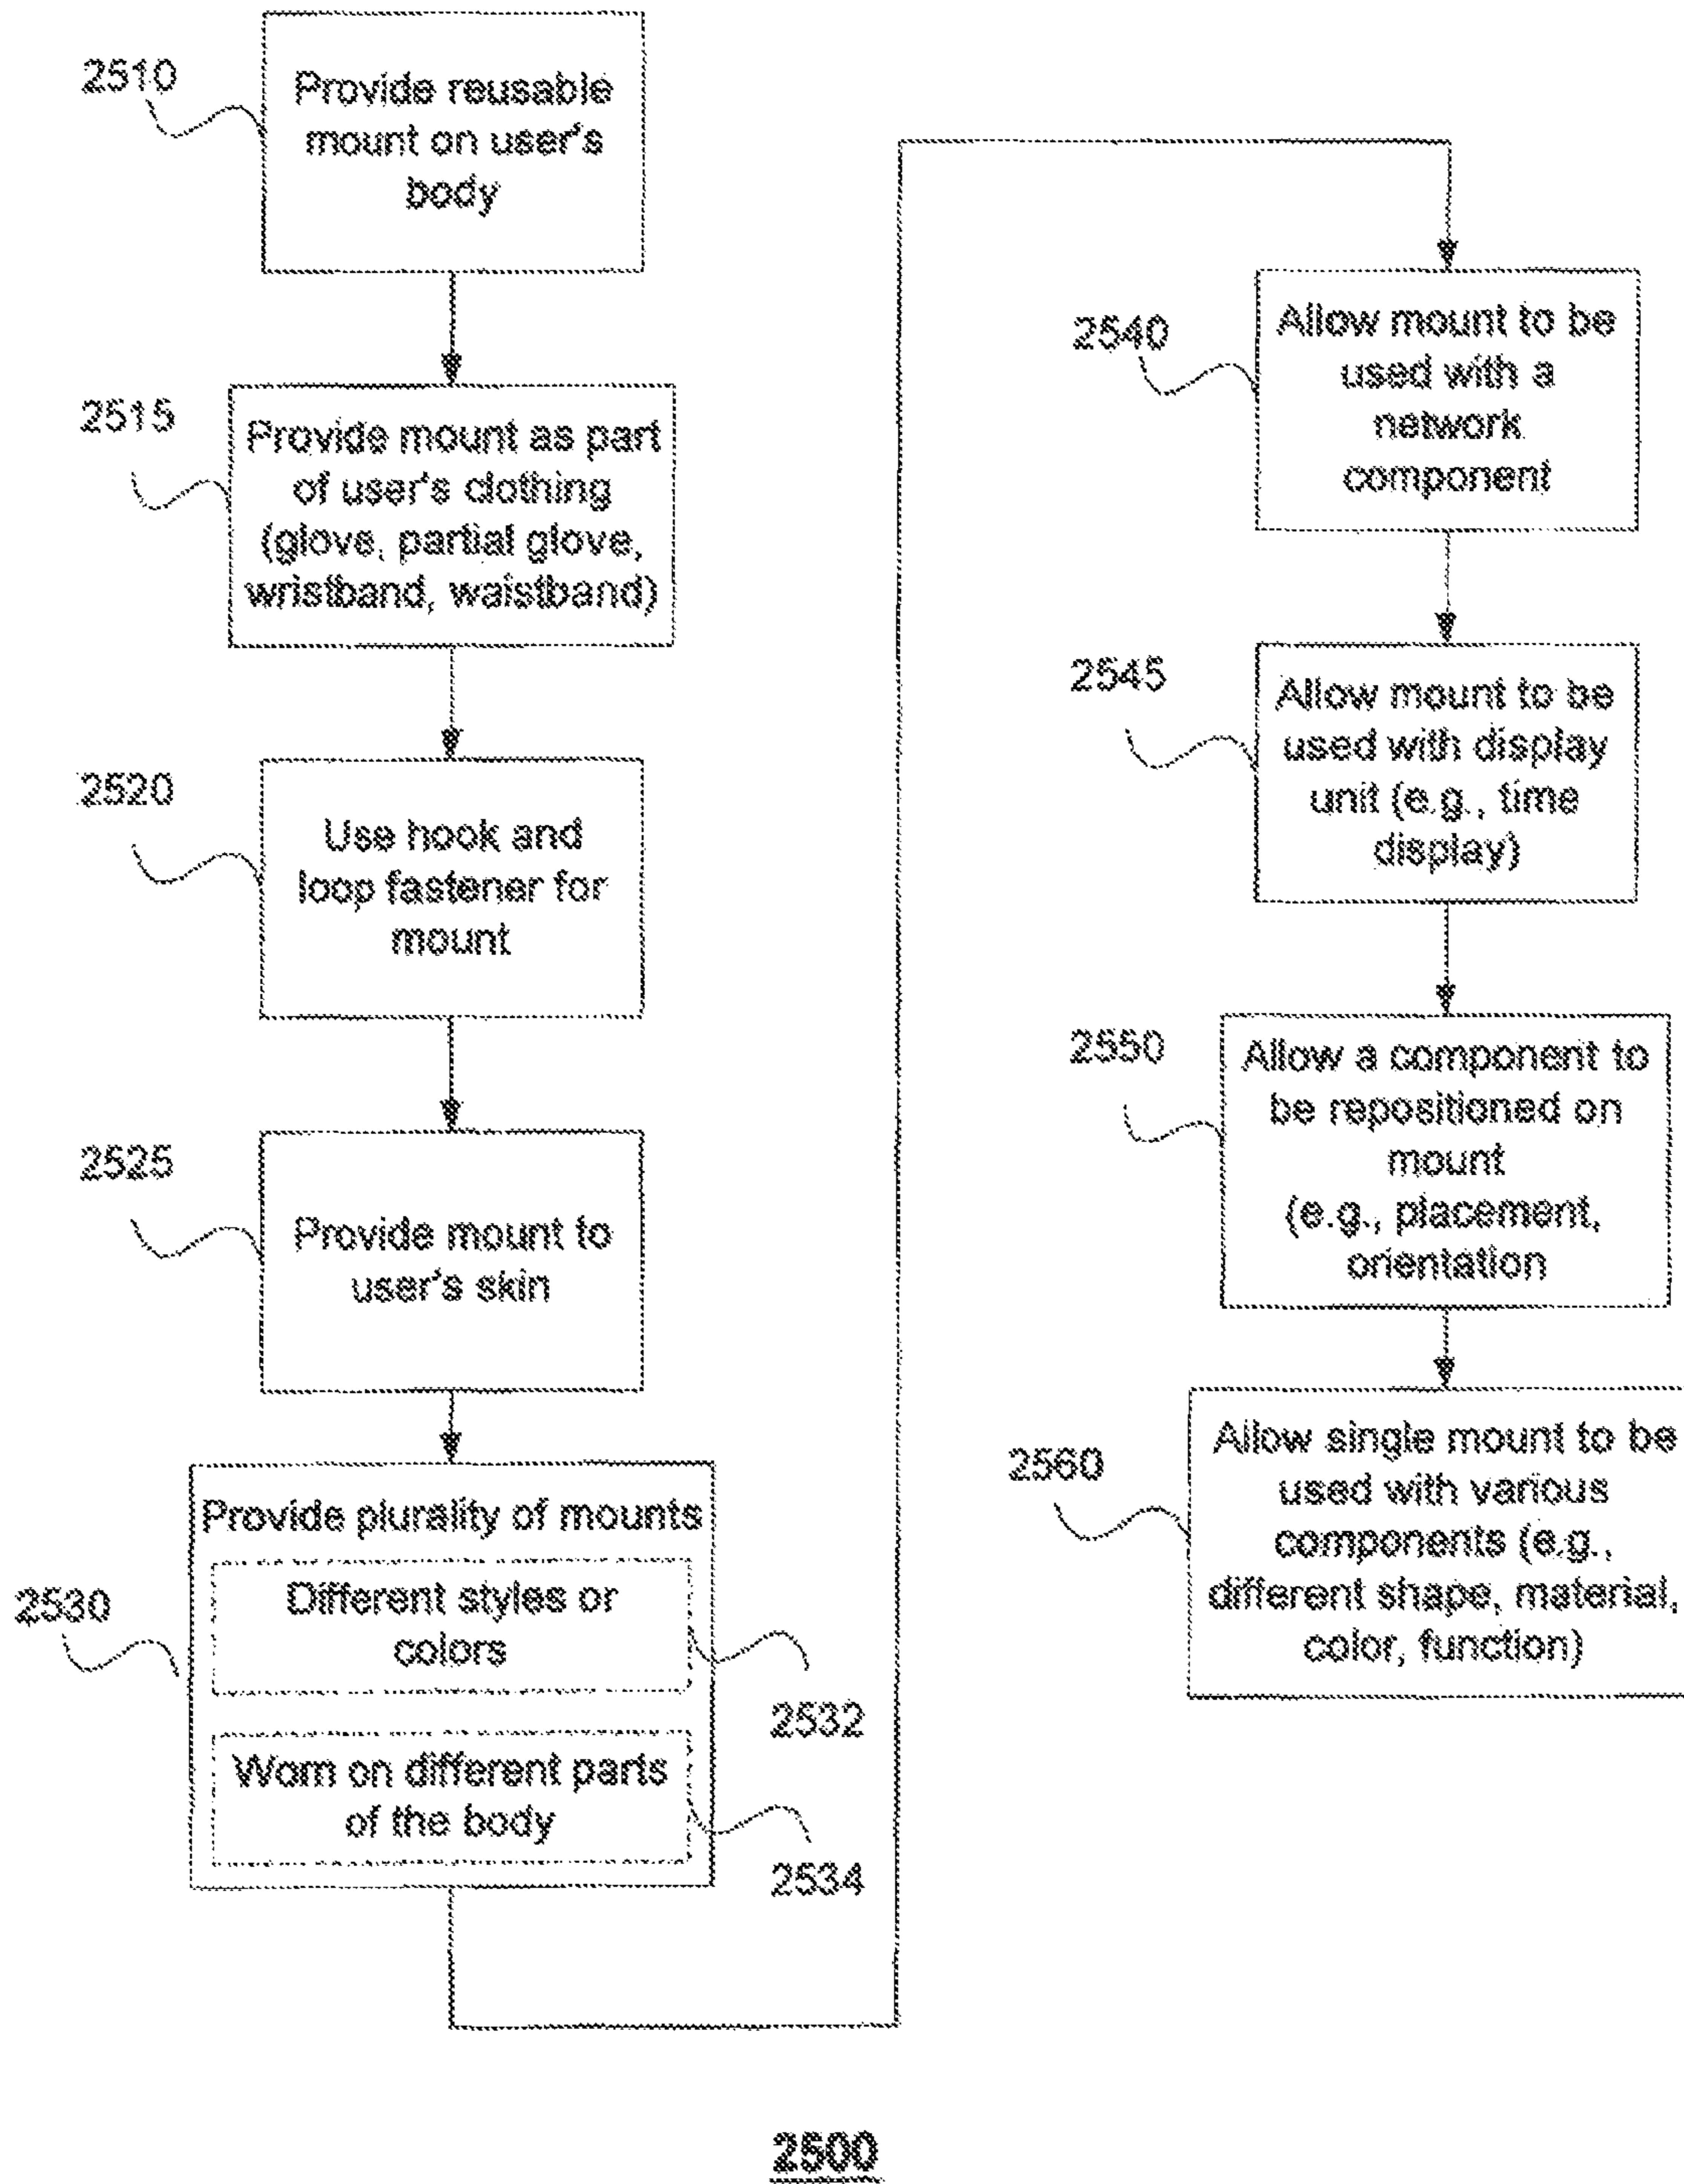 2510
Provide reusable
mount on user's
body
2515
Provide mount as part
of user's clothing
(glove, partial glove,
wristband, waistband)
2520
Use hook and
loop fastener for
mount
2525
Provide mount to
user's skin
2530
Provide plurality of mounts
Different styles or
colors
2532
Worn on different parts
of the body
2534
2540
Allow mount to be
used with a
network
component
2545
Allow mount to be
used with display
unit (e.g., time
display)
2550
Allow a component to
be repositioned on
mount
(e.g., placement,
orientation
2560
Allow single mount to be
used with various
components (e.g.,
different shape, material,
color, function)
2500